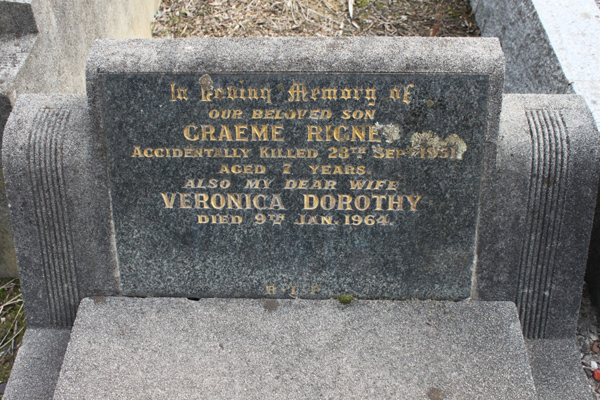 In Loving Memory of
OUR BELOVED SON
GRAEME RIGNEY
ACCIDENTALLY KILLED 28TH SEPT. 1951
AGED 7 YEARS.
ALSO MY DEAR WIFE
VERONICA DOROTHY
DIED 9TH JAN. 1964.
R.I.P.